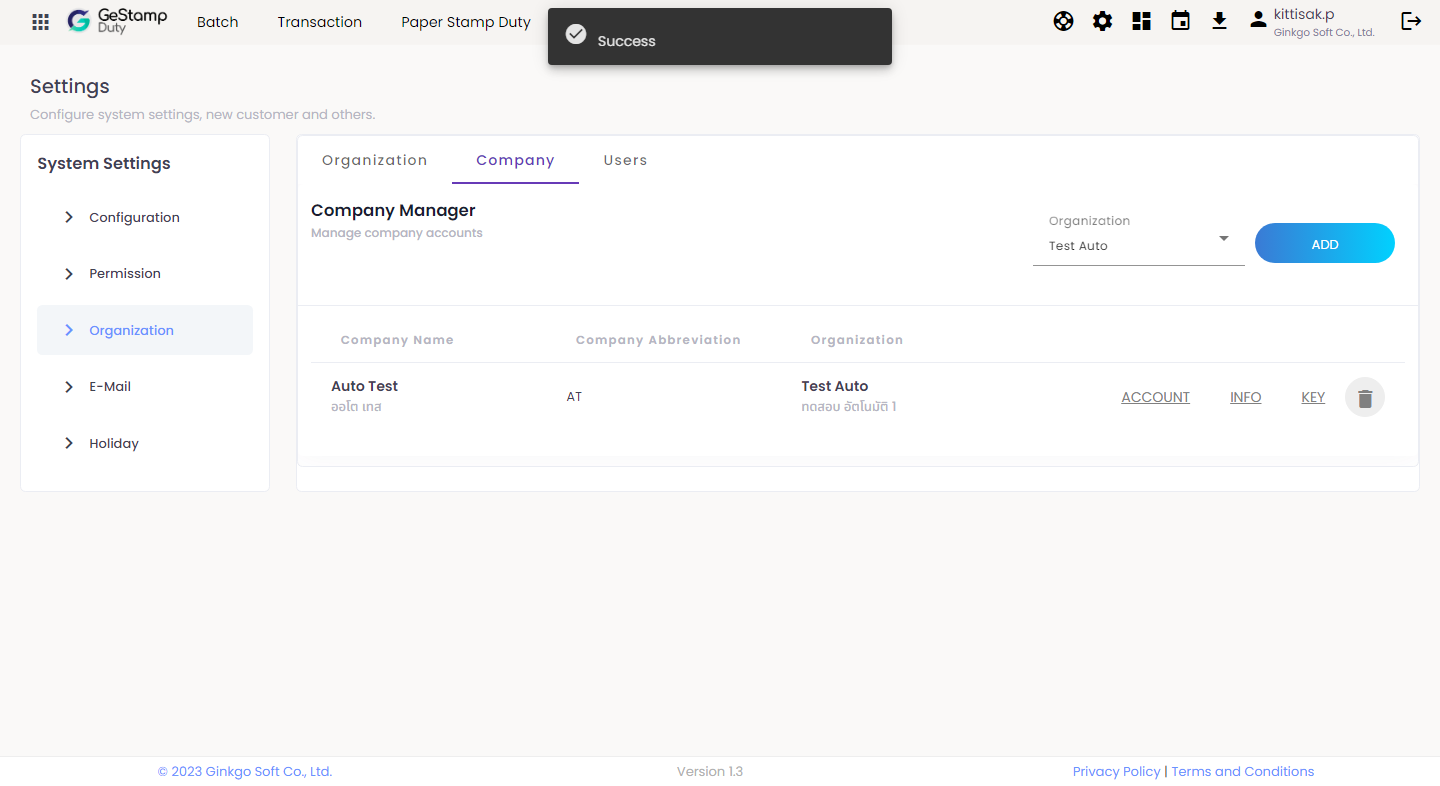 GeStamp
Duty
Batch
Transaction
Paper Stamp Duty
Success
kittisak.p
Ginkgo Soft Co., Ltd.
Settings
Configure system settings, new customer and others.
System Settings
Configuration
Permission
Organization
E-Mail
Holiday
Organization
Company
Users
Company Manager
Manage company accounts
Organization
Test Auto
ADD
Company Name
Company Abbreviation
Organization
Auto Test
ออโต เทส
AT
Test Auto
ทดสอบ อัตโนมัติ 1
ACCOUNT
INFO
KEY
© 2023 Ginkgo Soft Co., Ltd.
Version 1.3
Privacy Policy | Terms and Conditions